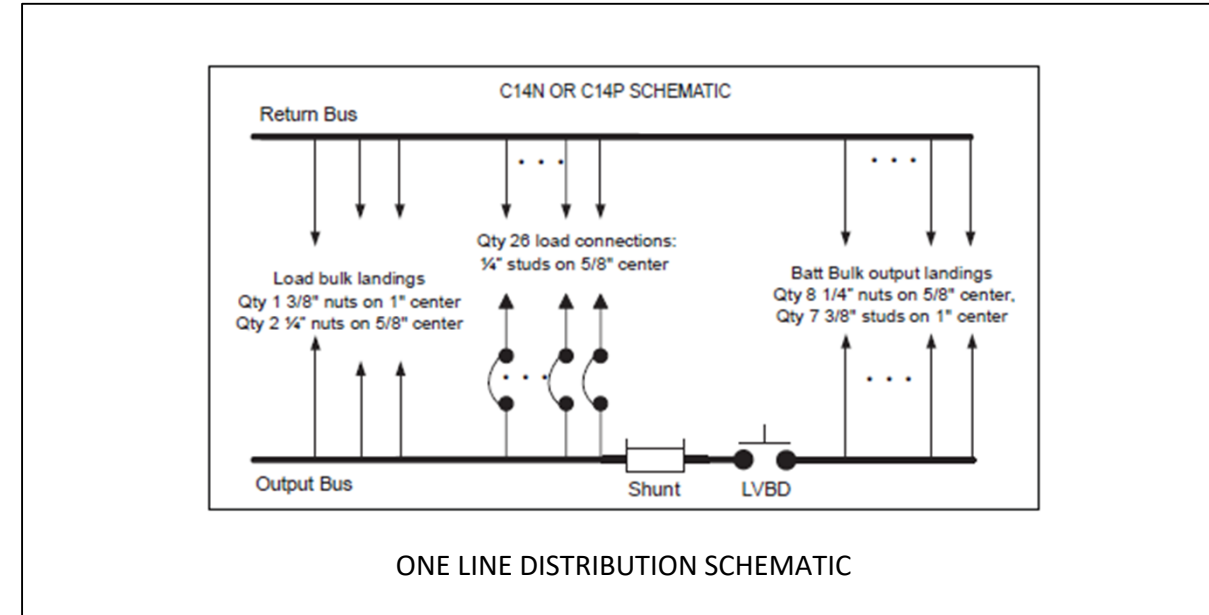 C14N OR C14P SCHEMATIC
Return Bus
Qty 26 load connections:
¼" studs on 5/8" center
Load bulk landings
Qty 1 3/8" nuts on 1" center
Qty 2 ¼" nuts on 5/8" center
Batt Bulk output landings
Qty 8 1/4" nuts on 5/8" center,
Qty 7 3/8" studs on 1" center
Output Bus
Shunt
LVBD
ONE LINE DISTRIBUTION SCHEMATIC